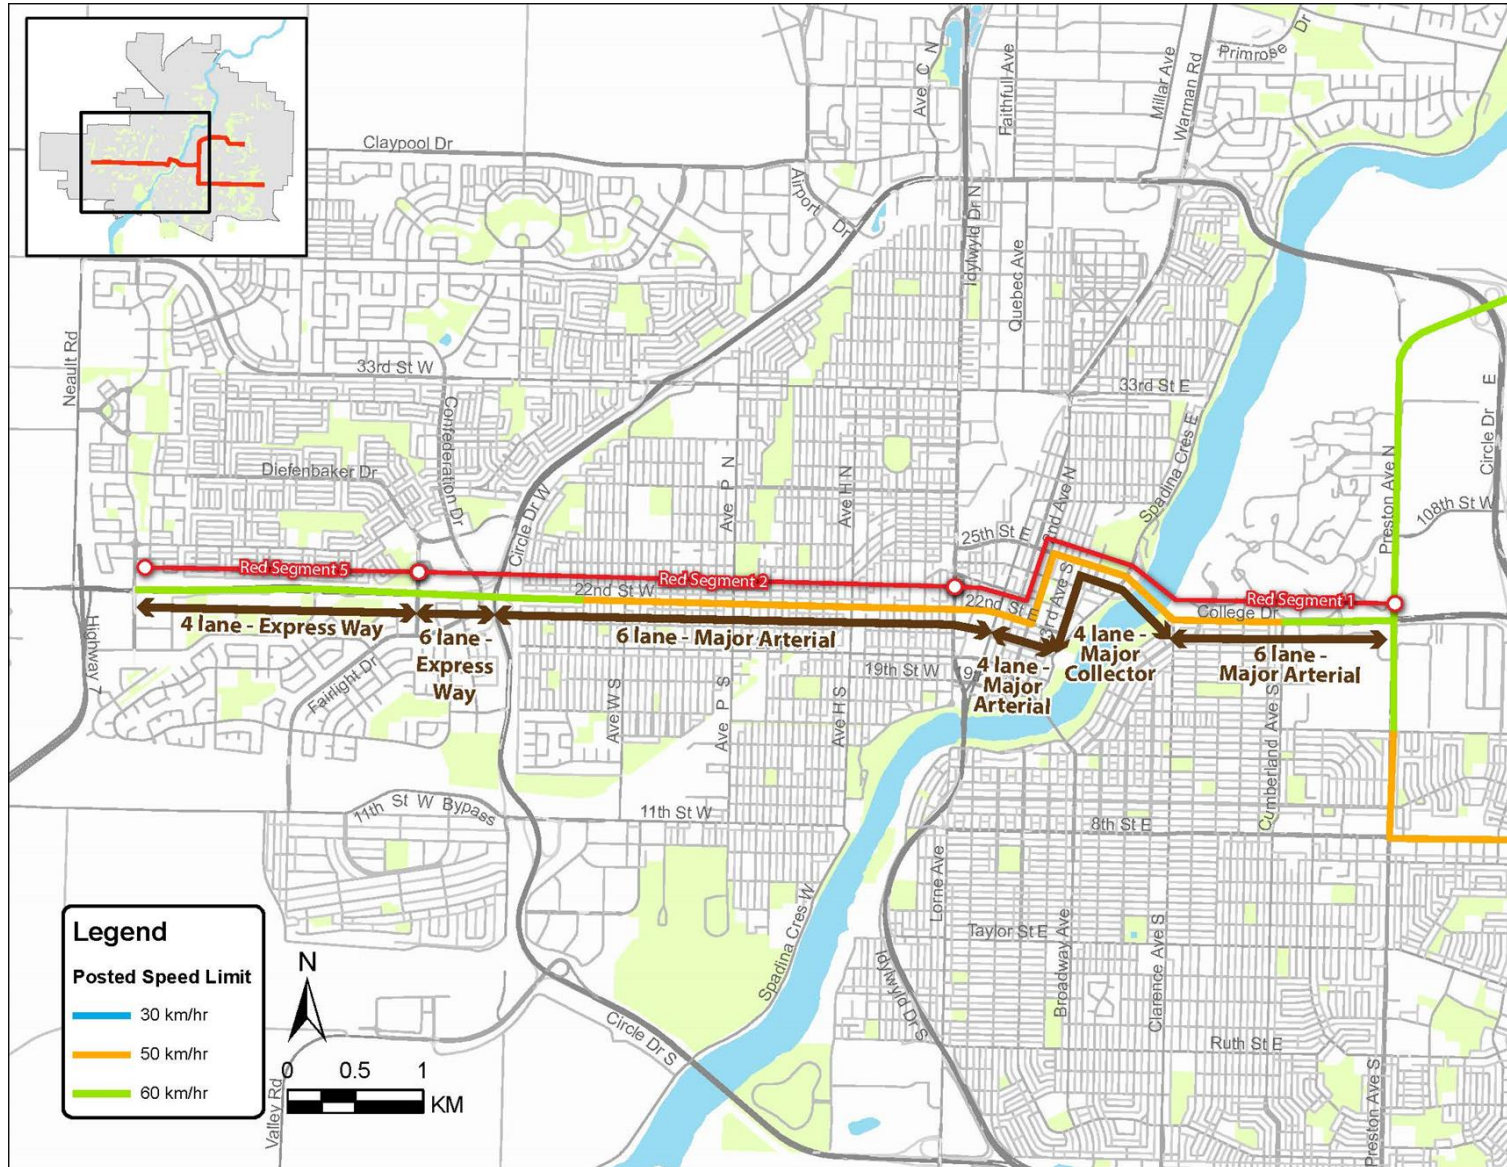 Ave C N
Faithfull Ave
Millar Ave
Warman Rd
Primrose Dr
Claypool Dr
Airport Dr
Idylwyld Dr N
Quebec Ave
Neault Rd
33rd St W
33rd St E
Confederation Dr
Diefenbaker Dr
Circle Dr W
Ave P N
Ave H N
2nd Ave N
Spadina Cres E
Preston Ave N
Circle Dr E
108th St W
25th St E
Red Segment 5
Red Segment 2
Red Segment 1
22nd St W
22nd St E
3rd Ave S
College Dr
Highway 7
4 lane - Express Way
6 lane -
Express
Way
6 lane - Major Arterial
4 lane -
Major
Arterial
4 lane -
Major
Collector
6 lane -
Major Arterial
Fairlight Dr
19th St W
Ave W S
Ave P S
Ave H S
Cumberland Ave S
11th St W Bypass
11th St W
8th St E
Lorne Ave
Taylor St E
Broadway Ave
Clarence Ave S
Spadina Cres W
Idylwyld Dr S
Circle Dr S
Ruth St E
Preston Ave S
Valley Rd
Legend
Posted Speed Limit
30 km/hr
50 km/hr
60 km/hr
N
0 0.5 1
KM